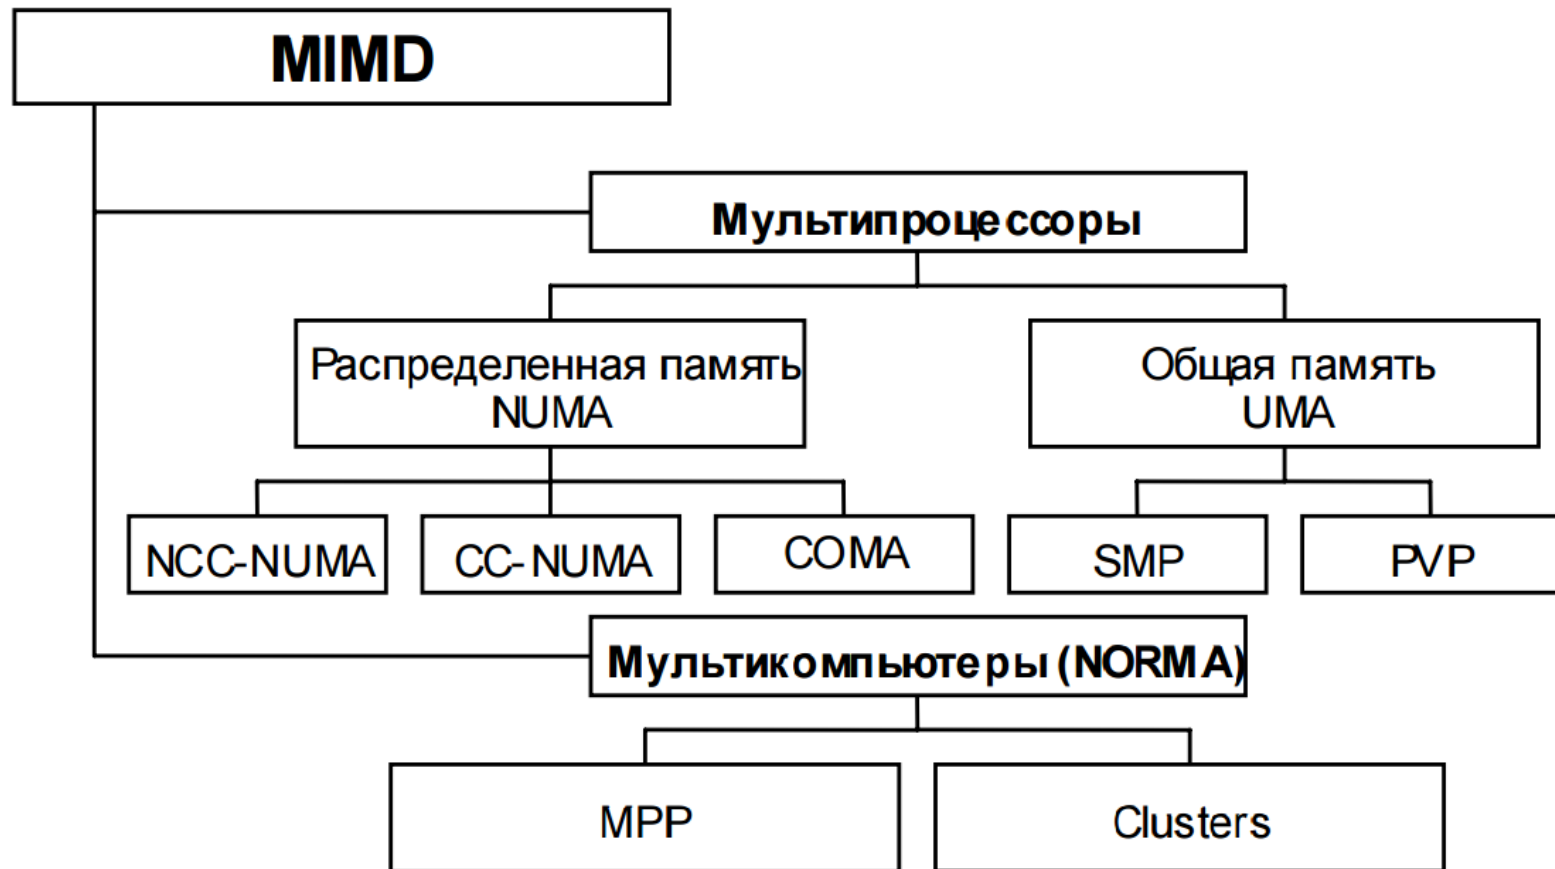 MIMD
Мультипроцессоры
Распределенная память
NUMA
Общая память
UMA
NCC-NUMA
CC-NUMA
COMA
SMP
PVP
Мультикомпьютеры (NORMA)
MPP
Clusters